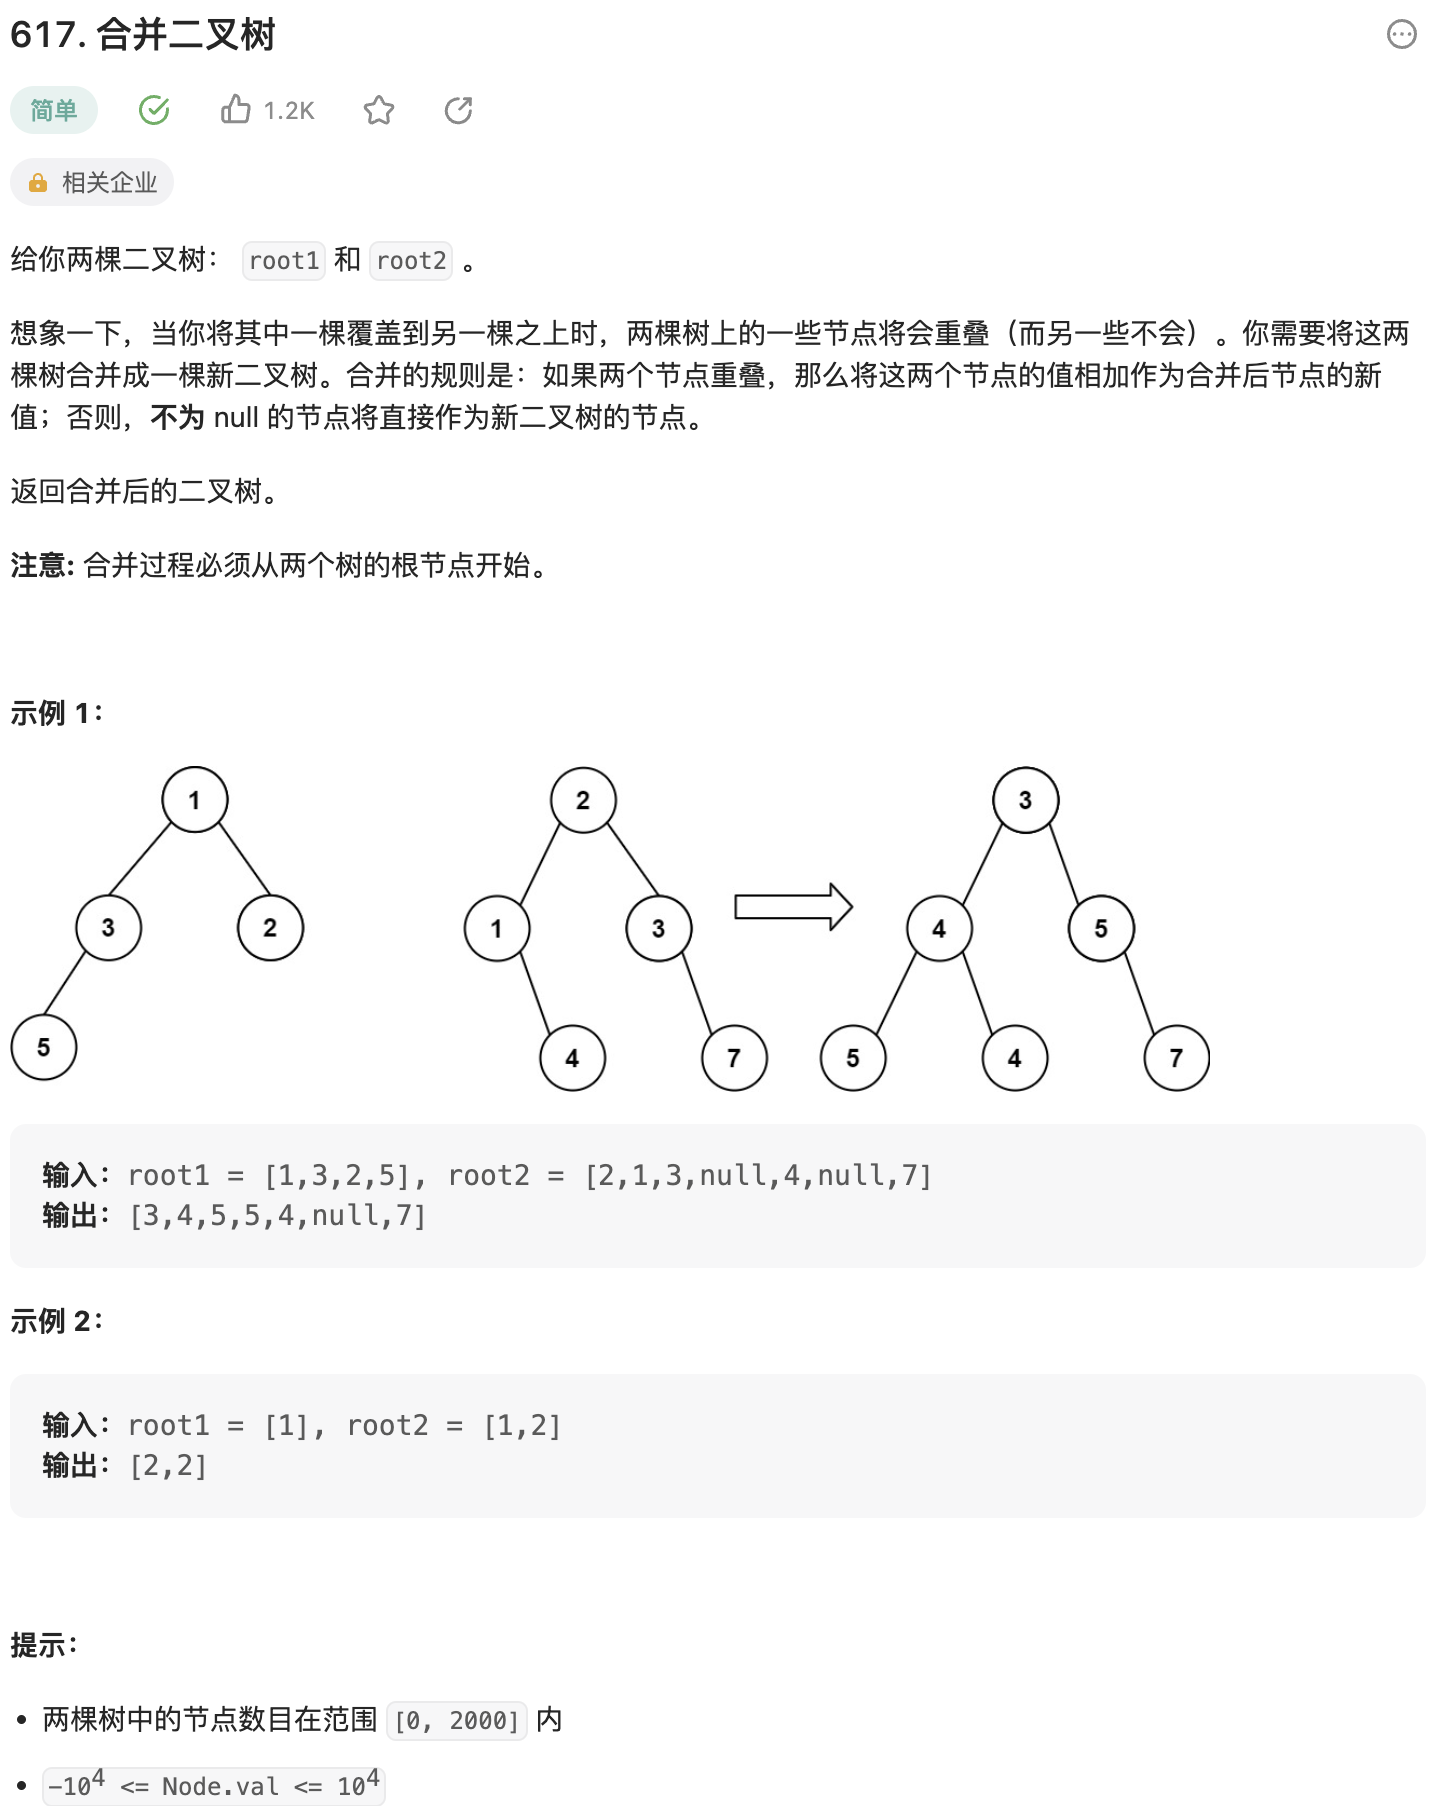 617. 合并二叉树
简单
1.2K
相关企业
给你两棵二叉树： root1 和 root2 。
想象一下，当你将其中一棵覆盖到另一棵之上时，两棵树上的一些节点将会重叠（而另一些不会）。你需要将这两
棵树合并成一棵新二叉树。合并的规则是：如果两个节点重叠，那么将这两个节点的值相加作为合并后节点的新
值；否则，不为 null 的节点将直接作为新二叉树的节点。
返回合并后的二叉树。
注意: 合并过程必须从两个树的根节点开始。
示例 1：
1 2 3
3 2 1 3 4 5
5 4 7 5 4 7
输入：root1 = [1,3,2,5], root2 = [2,1,3,null,4,null,7]
输出：[3,4,5,5,4,null,7]
示例 2：
输入：root1 = [1], root2 = [1,2]
输出：[2,2]
提示：
• 两棵树中的节点数目在范围 [0, 2000] 内
• -10⁴ <= Node.val <= 10⁴